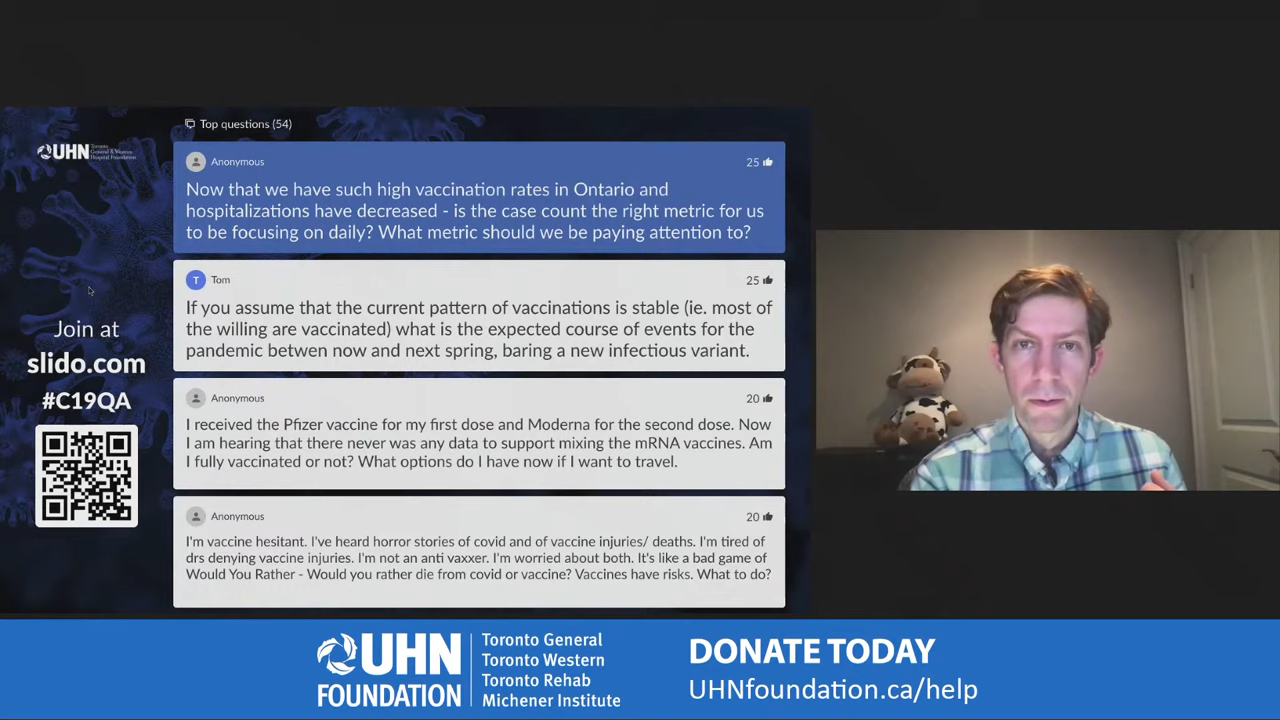 Top questions (54)
UHN Toronto
General & Western
Hospital Foundation
Anonymous
25
Now that we have such high vaccination rates in Ontario and
hospitalizations have decreased - is the case count the right metric for us
to be focusing on daily? What metric should we be paying attention to?
T
Tom
25
If you assume that the current pattern of vaccinations is stable (ie. most of
the willing are vaccinated) what is the expected course of events for the
pandemic betwen now and next spring, baring a new infectious variant.
Join at
slido.com
#C19QA
Anonymous
20
I received the Pfizer vaccine for my first dose and Moderna for the second dose. Now
I am hearing that there never was any data to support mixing the mRNA vaccines. Am
I fully vaccinated or not? What options do I have now if I want to travel.
Anonymous
20
I'm vaccine hesitant. I've heard horror stories of covid and of vaccine injuries/ deaths. I'm tired of
drs denying vaccine injuries. I'm not an anti vaxxer. I'm worried about both. It's like a bad game of
Would You Rather - Would you rather die from covid or vaccine? Vaccines have risks. What to do?
UHN
FOUNDATION
Toronto General
Toronto Western
Toronto Rehab
Michener Institute
DONATE TODAY
UHNfoundation.ca/help